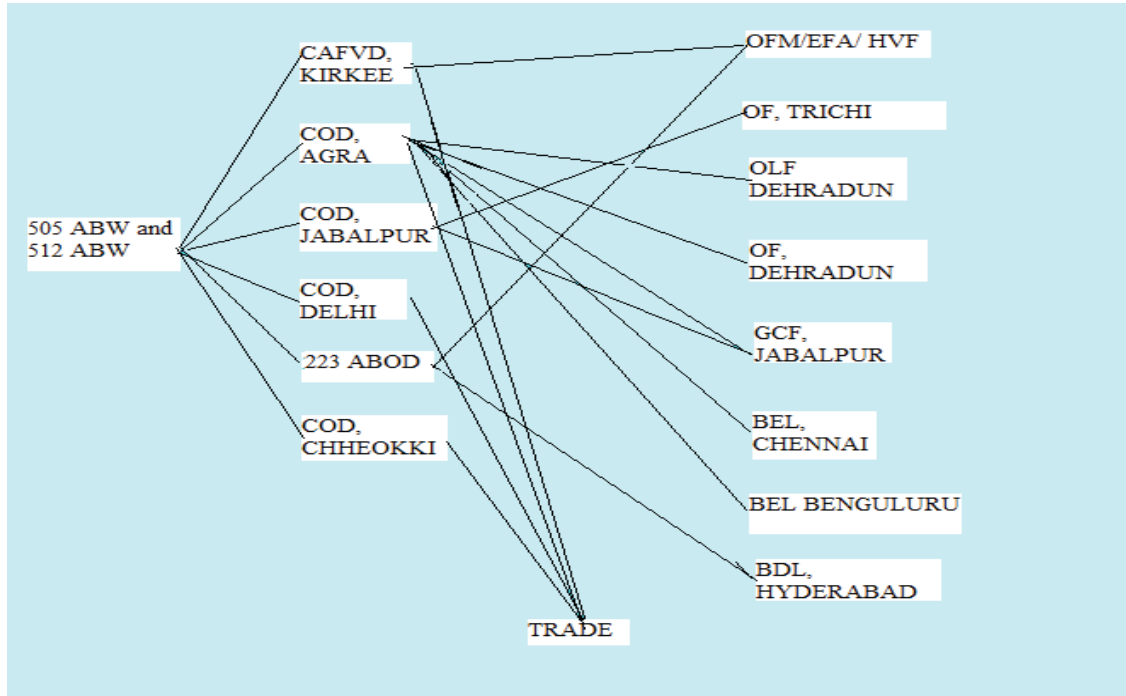 505 ABW and
512 ABW
CAFVD,
KIRKEE
COD,
AGRA
COD,
JABALPUR
COD,
DELHI
223 ABOD
COD,
CHHEOKKI
TRADE
OFM/EFA/ HVF
OF, TRICHI
OLF
DEHRADUN
OF,
DEHRADUN
GCF,
JABALPUR
BEL,
CHENNAI
BEL BENGULURU
BDL,
HYDERABAD